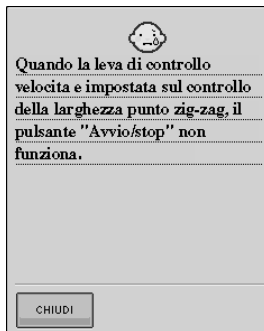 Quando la leva di controllo
velocita e impostata sul controllo
della larghezza punto zig-zag, il
pulsante "Avvio/stop" non
funziona.
CHIUDI